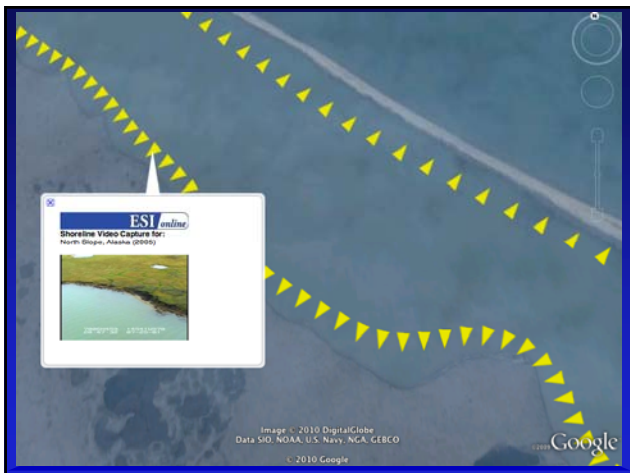 N
ESI online
Shoreline Video Capture for:
North Slope, Alaska (2005)
Image © 2010 DigitalGlobe
Data SIO, NOAA, U.S. Navy, NGA, GEBCO
© 2010 Google
©2009 Google